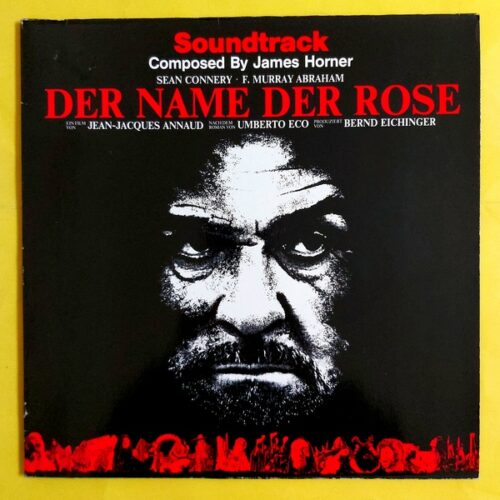 Soundtrack
Composed By James Horner
SEAN CONNERY · F. MURRAY ABRAHAM
DER NAME DER ROSE
EIN FILM VON JEAN-JACQUES ANNAUD NACH DEM ROMAN VON UMBERTO ECO PRODUZIERT VON BERND EICHINGER